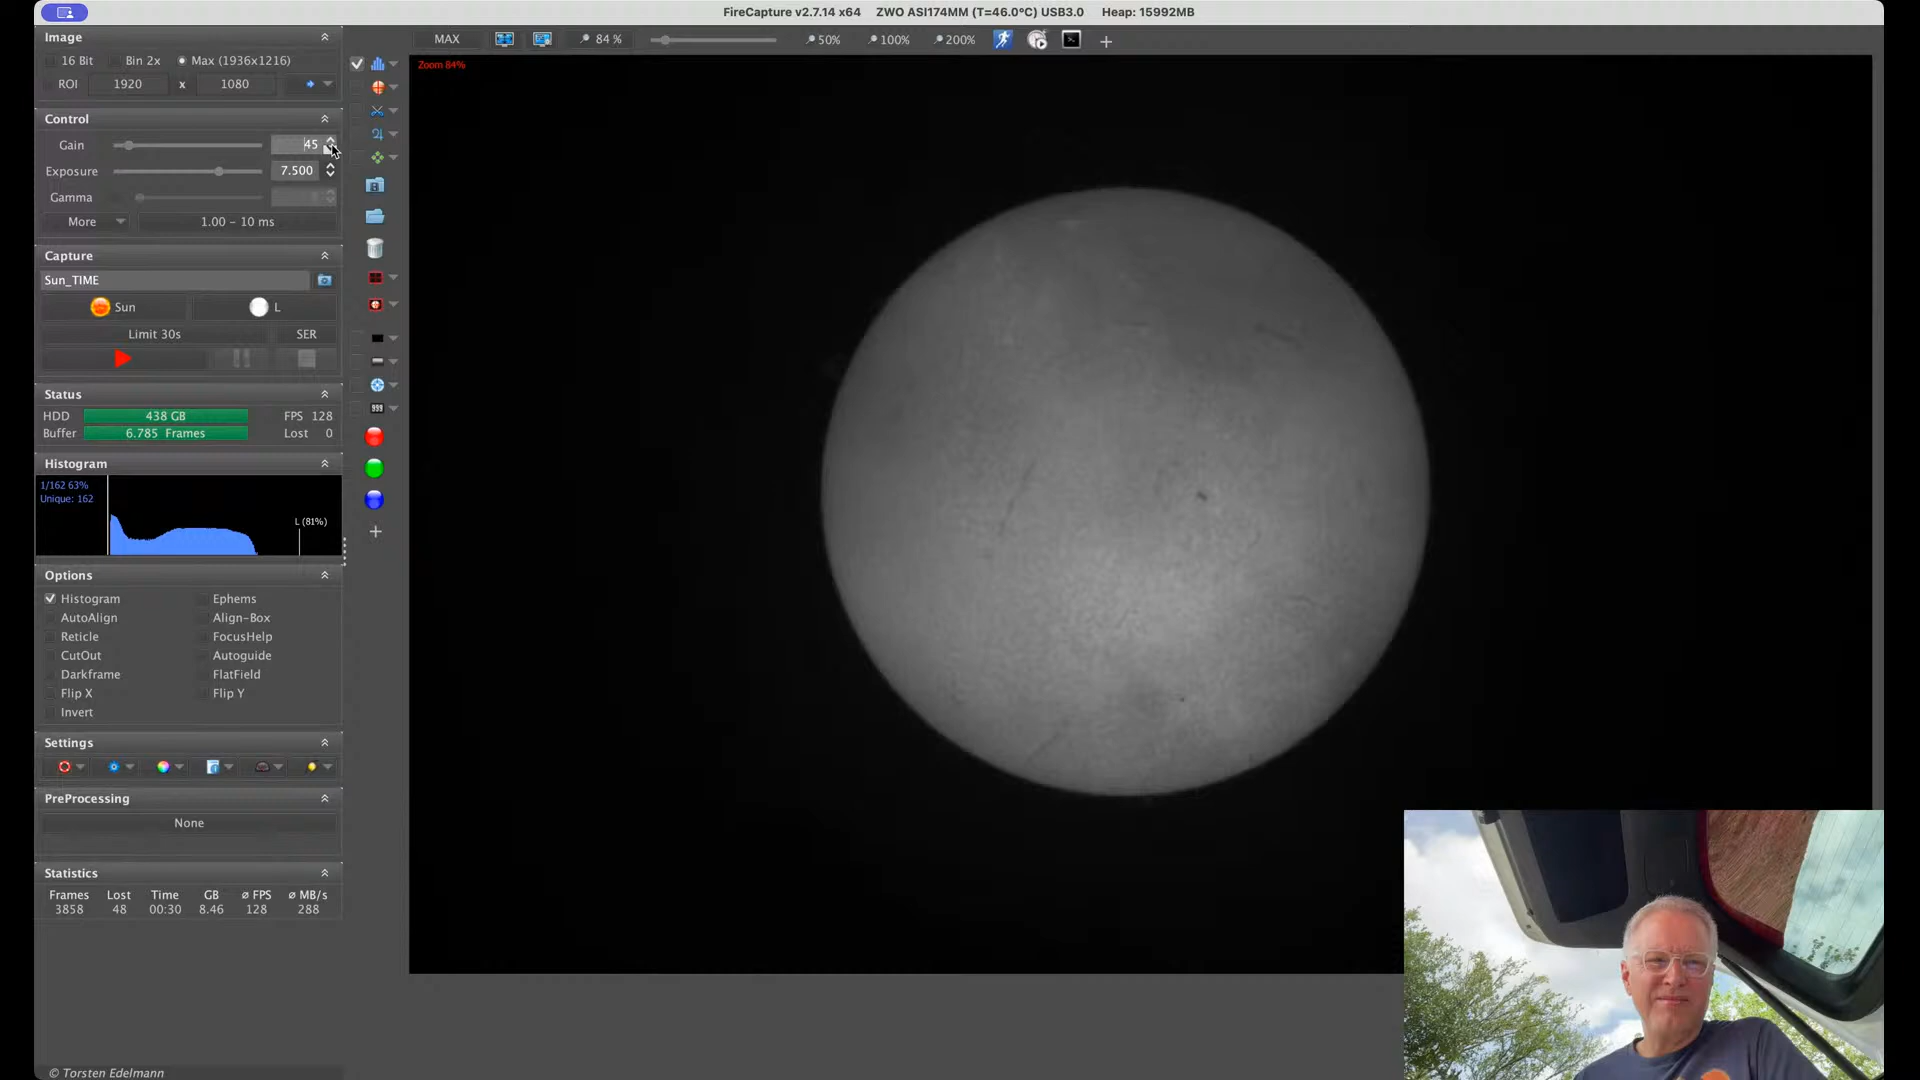 FireCapture v2.7.14 x64 ZWO ASI174MM (T=46.0°C) USB3.0 Heap: 15992MB
Image
16 Bit Bin 2x Max (1936x1216)
ROI 1920 x 1080
MAX 84 % 50% 100% 200%
Zoom 84%
Control
Gain 45
Exposure 7.500
Gamma
More 1.00 - 10 ms
Capture
Sun_TIME
Sun L
Limit 30s SER
Status
HDD 438 GB FPS 128
Buffer 6.785 Frames Lost 0
Histogram
1/162 63%
Unique: 162
L (81%)
Options
Histogram Ephems
AutoAlign Align-Box
Reticle FocusHelp
CutOut Autoguide
Darkframe FlatField
Flip X Flip Y
Invert
Settings
PreProcessing
None
Statistics
Frames Lost Time GB ø FPS ø MB/s
3858 48 00:30 8.46 128 288
© Torsten Edelmann